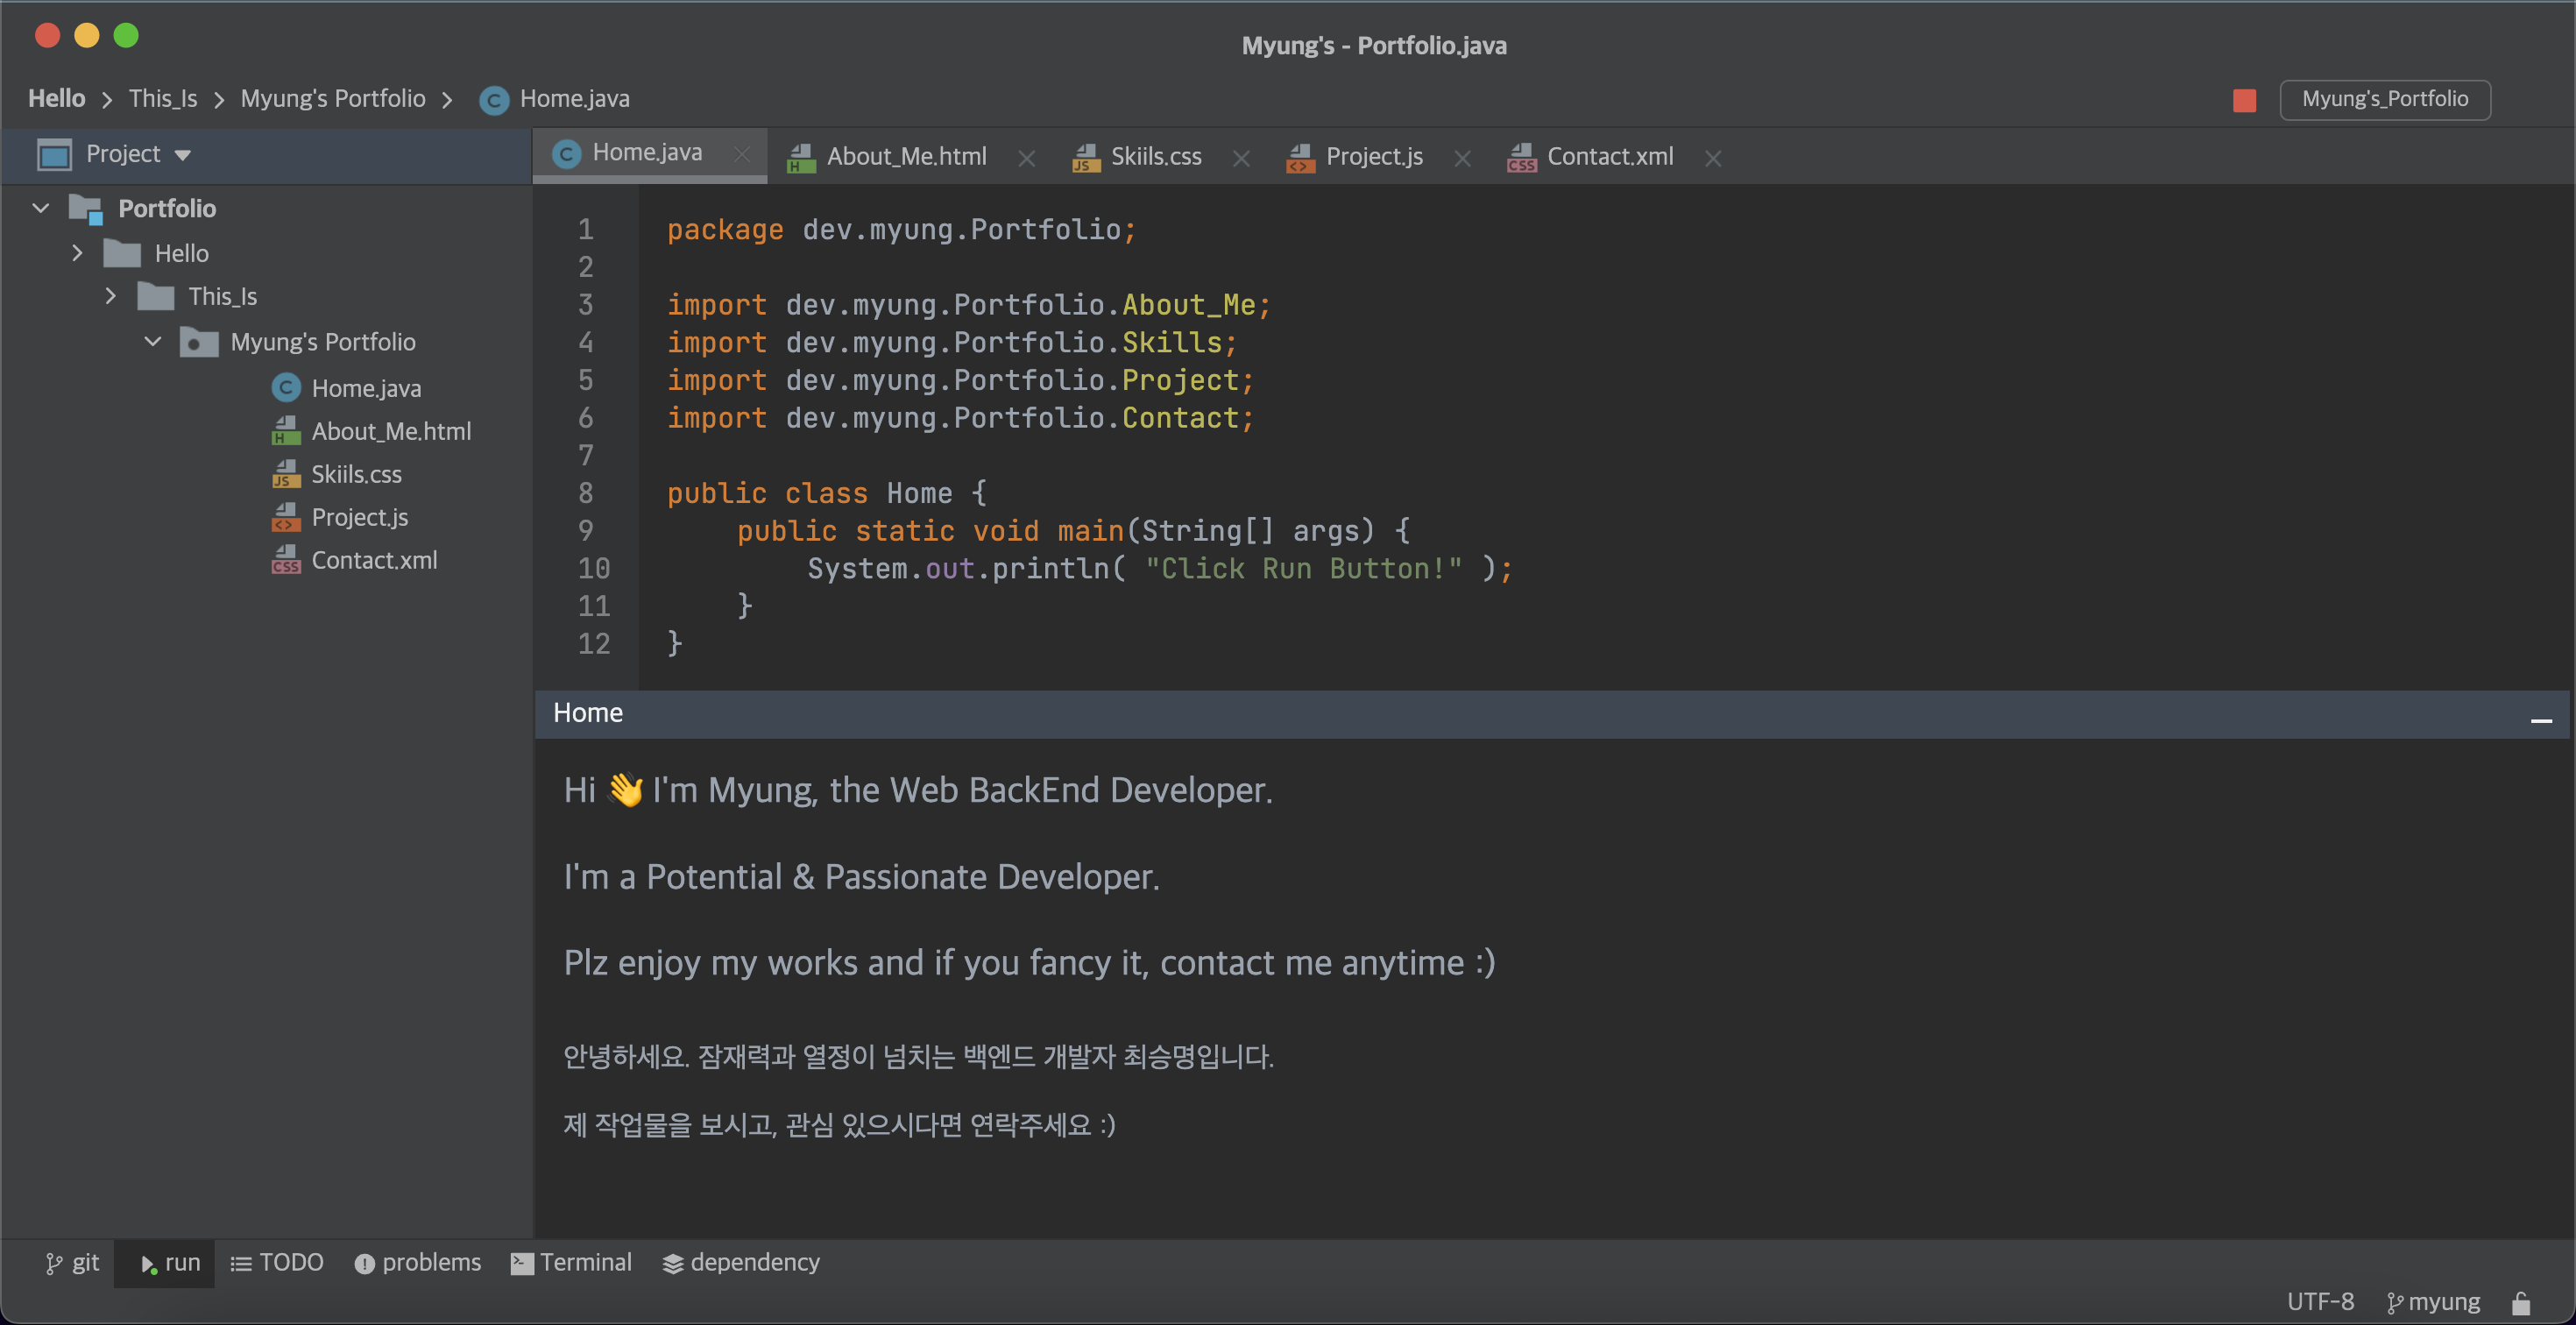 Myung's - Portfolio.java
Hello > This_Is > Myung's Portfolio > C Home.java
Myung's_Portfolio
Project
C Home.java
H About_Me.html
JS Skiils.css
<> Project.js
CSS Contact.xml
Portfolio
Hello
This_Is
Myung's Portfolio
C Home.java
H About_Me.html
JS Skiils.css
<> Project.js
CSS Contact.xml
1 package dev.myung.Portfolio;
2
3 import dev.myung.Portfolio.About_Me;
4 import dev.myung.Portfolio.Skills;
5 import dev.myung.Portfolio.Project;
6 import dev.myung.Portfolio.Contact;
7
8 public class Home {
9 public static void main(String[] args) {
10 System.out.println( "Click Run Button!" );
11 }
12 }
Home
Hi 👋 I'm Myung, the Web BackEnd Developer.
I'm a Potential & Passionate Developer.
Plz enjoy my works and if you fancy it, contact me anytime :)
안녕하세요. 잠재력과 열정이 넘치는 백엔드 개발자 최승명입니다.
제 작업물을 보시고, 관심 있으시다면 연락주세요 :)
git
run
TODO
problems
Terminal
dependency
UTF-8
myung